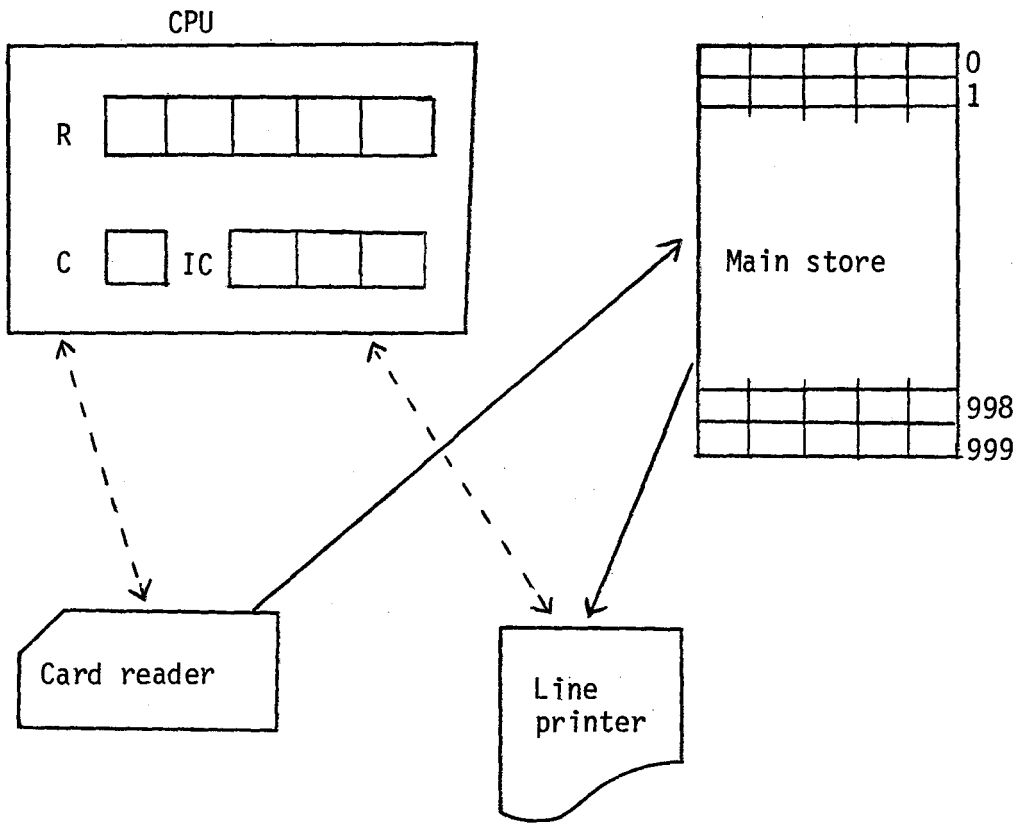 CPU
R
C
IC
0
1
Main store
998
999
Card reader
Line
printer